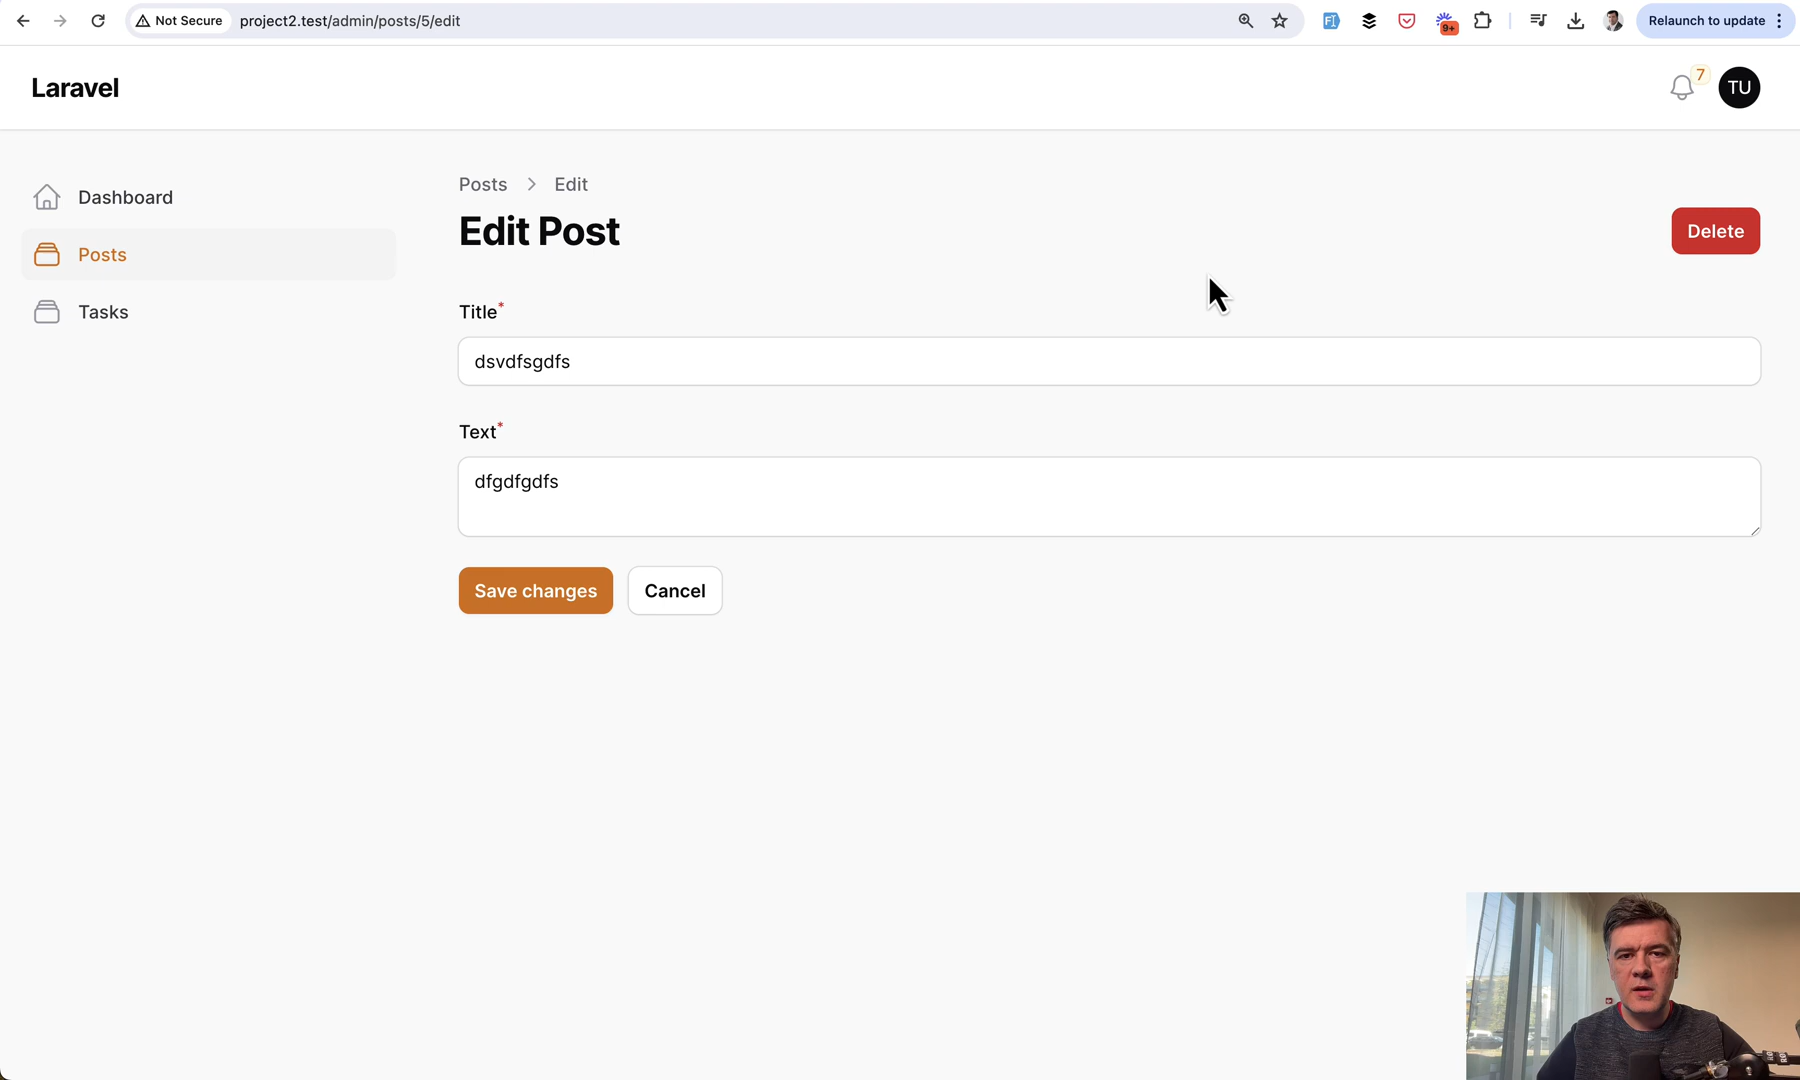 Not Secure project2.test/admin/posts/5/edit 9+ Relaunch to update
Laravel 7 TU
Dashboard
Posts
Tasks
Posts > Edit
Edit Post
Delete
Title*
dsvdfsgdfs
Text*
dfgdfgdfs
Save changes Cancel